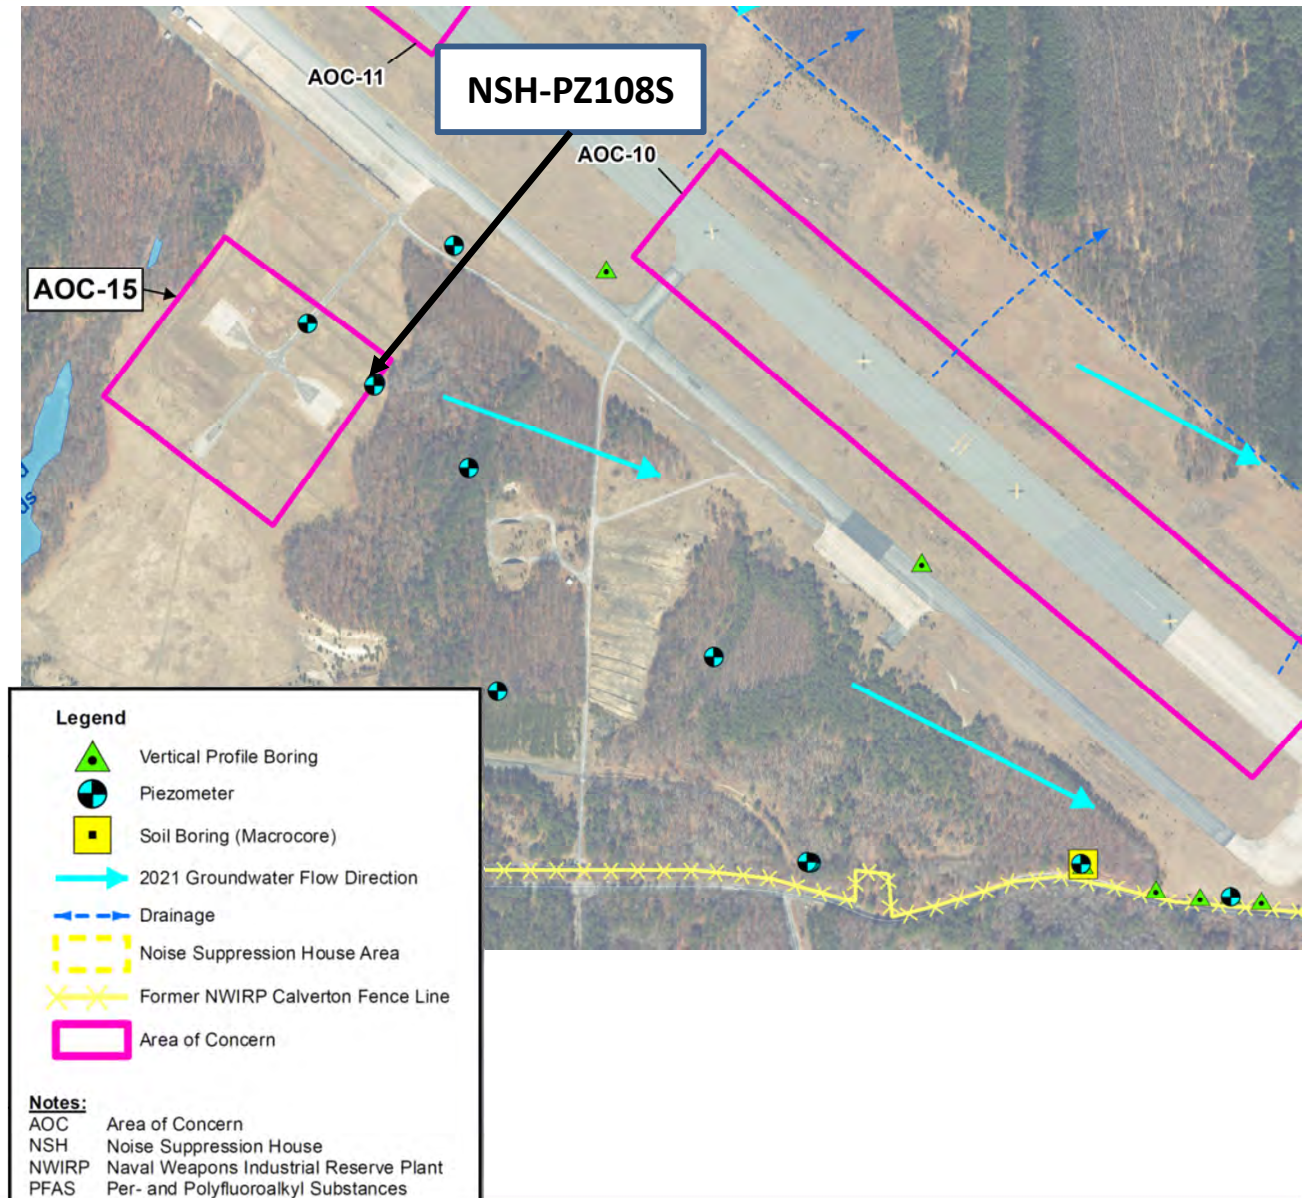 AOC-11
NSH-PZ108S
AOC-10
AOC-15
Legend
Vertical Profile Boring
Piezometer
Soil Boring (Macrocore)
2021 Groundwater Flow Direction
Drainage
Noise Suppression House Area
Former NWIRP Calverton Fence Line
Area of Concern
Notes:
AOC Area of Concern
NSH Noise Suppression House
NWIRP Naval Weapons Industrial Reserve Plant
PFAS Per- and Polyfluoroalkyl Substances